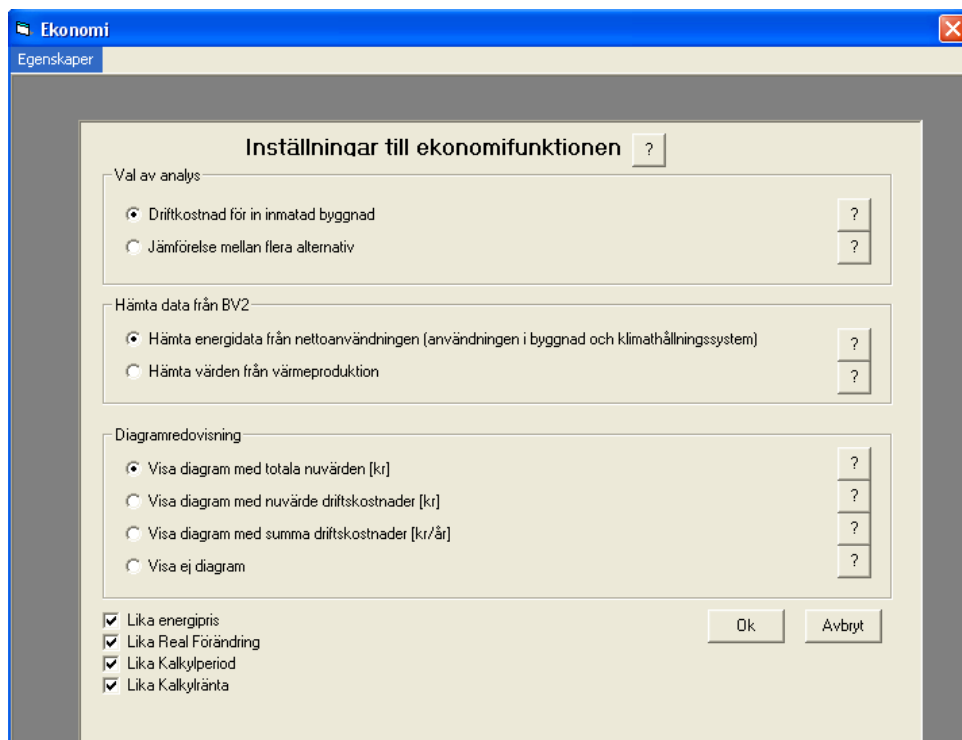 Ekonomi
Egenskaper
Inställningar till ekonomifunktionen ?
Val av analys
Driftkostnad för in inmatad byggnad ?
Jämförelse mellan flera alternativ ?
Hämta data från BV2
Hämta energidata från nettoanvändningen (användningen i byggnad och klimathållningssystem) ?
Hämta värden från värmeproduktion ?
Diagramredovisning
Visa diagram med totala nuvärden [kr] ?
Visa diagram med nuvärde driftskostnader [kr] ?
Visa diagram med summa driftskostnader [kr/år] ?
Visa ej diagram ?
Lika energipris
Ok Avbryt
Lika Real Förändring
Lika Kalkylperiod
Lika Kalkylränta